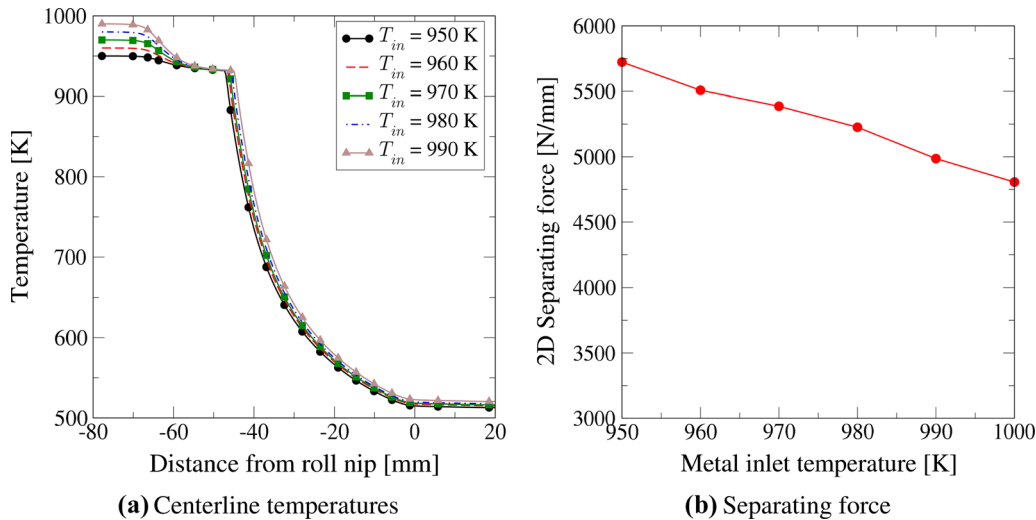 1000
900
800
700
600
500
Temperature [K]
-80
-60
-40
-20
0
20
Distance from roll nip [mm]
T_in = 950 K
T_in = 960 K
T_in = 970 K
T_in = 980 K
T_in = 990 K
(a) Centerline temperatures
6000
5500
5000
4500
4000
3500
3000
2D Separating force [N/mm]
950
960
970
980
990
1000
Metal inlet temperature [K]
(b) Separating force